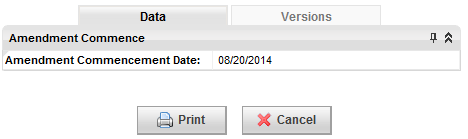 Data Versions
Amendment Commence
Amendment Commencement Date: 08/20/2014
Print Cancel